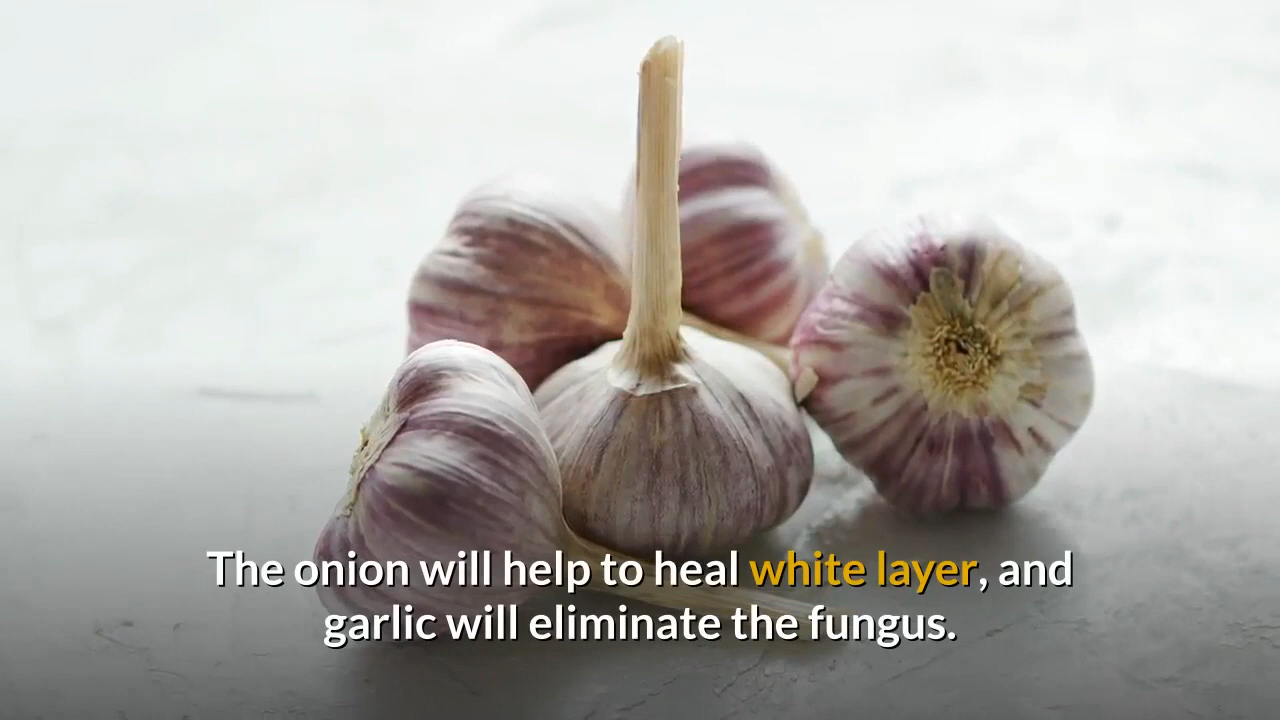 The onion will help to heal white layer, and
garlic will eliminate the fungus.